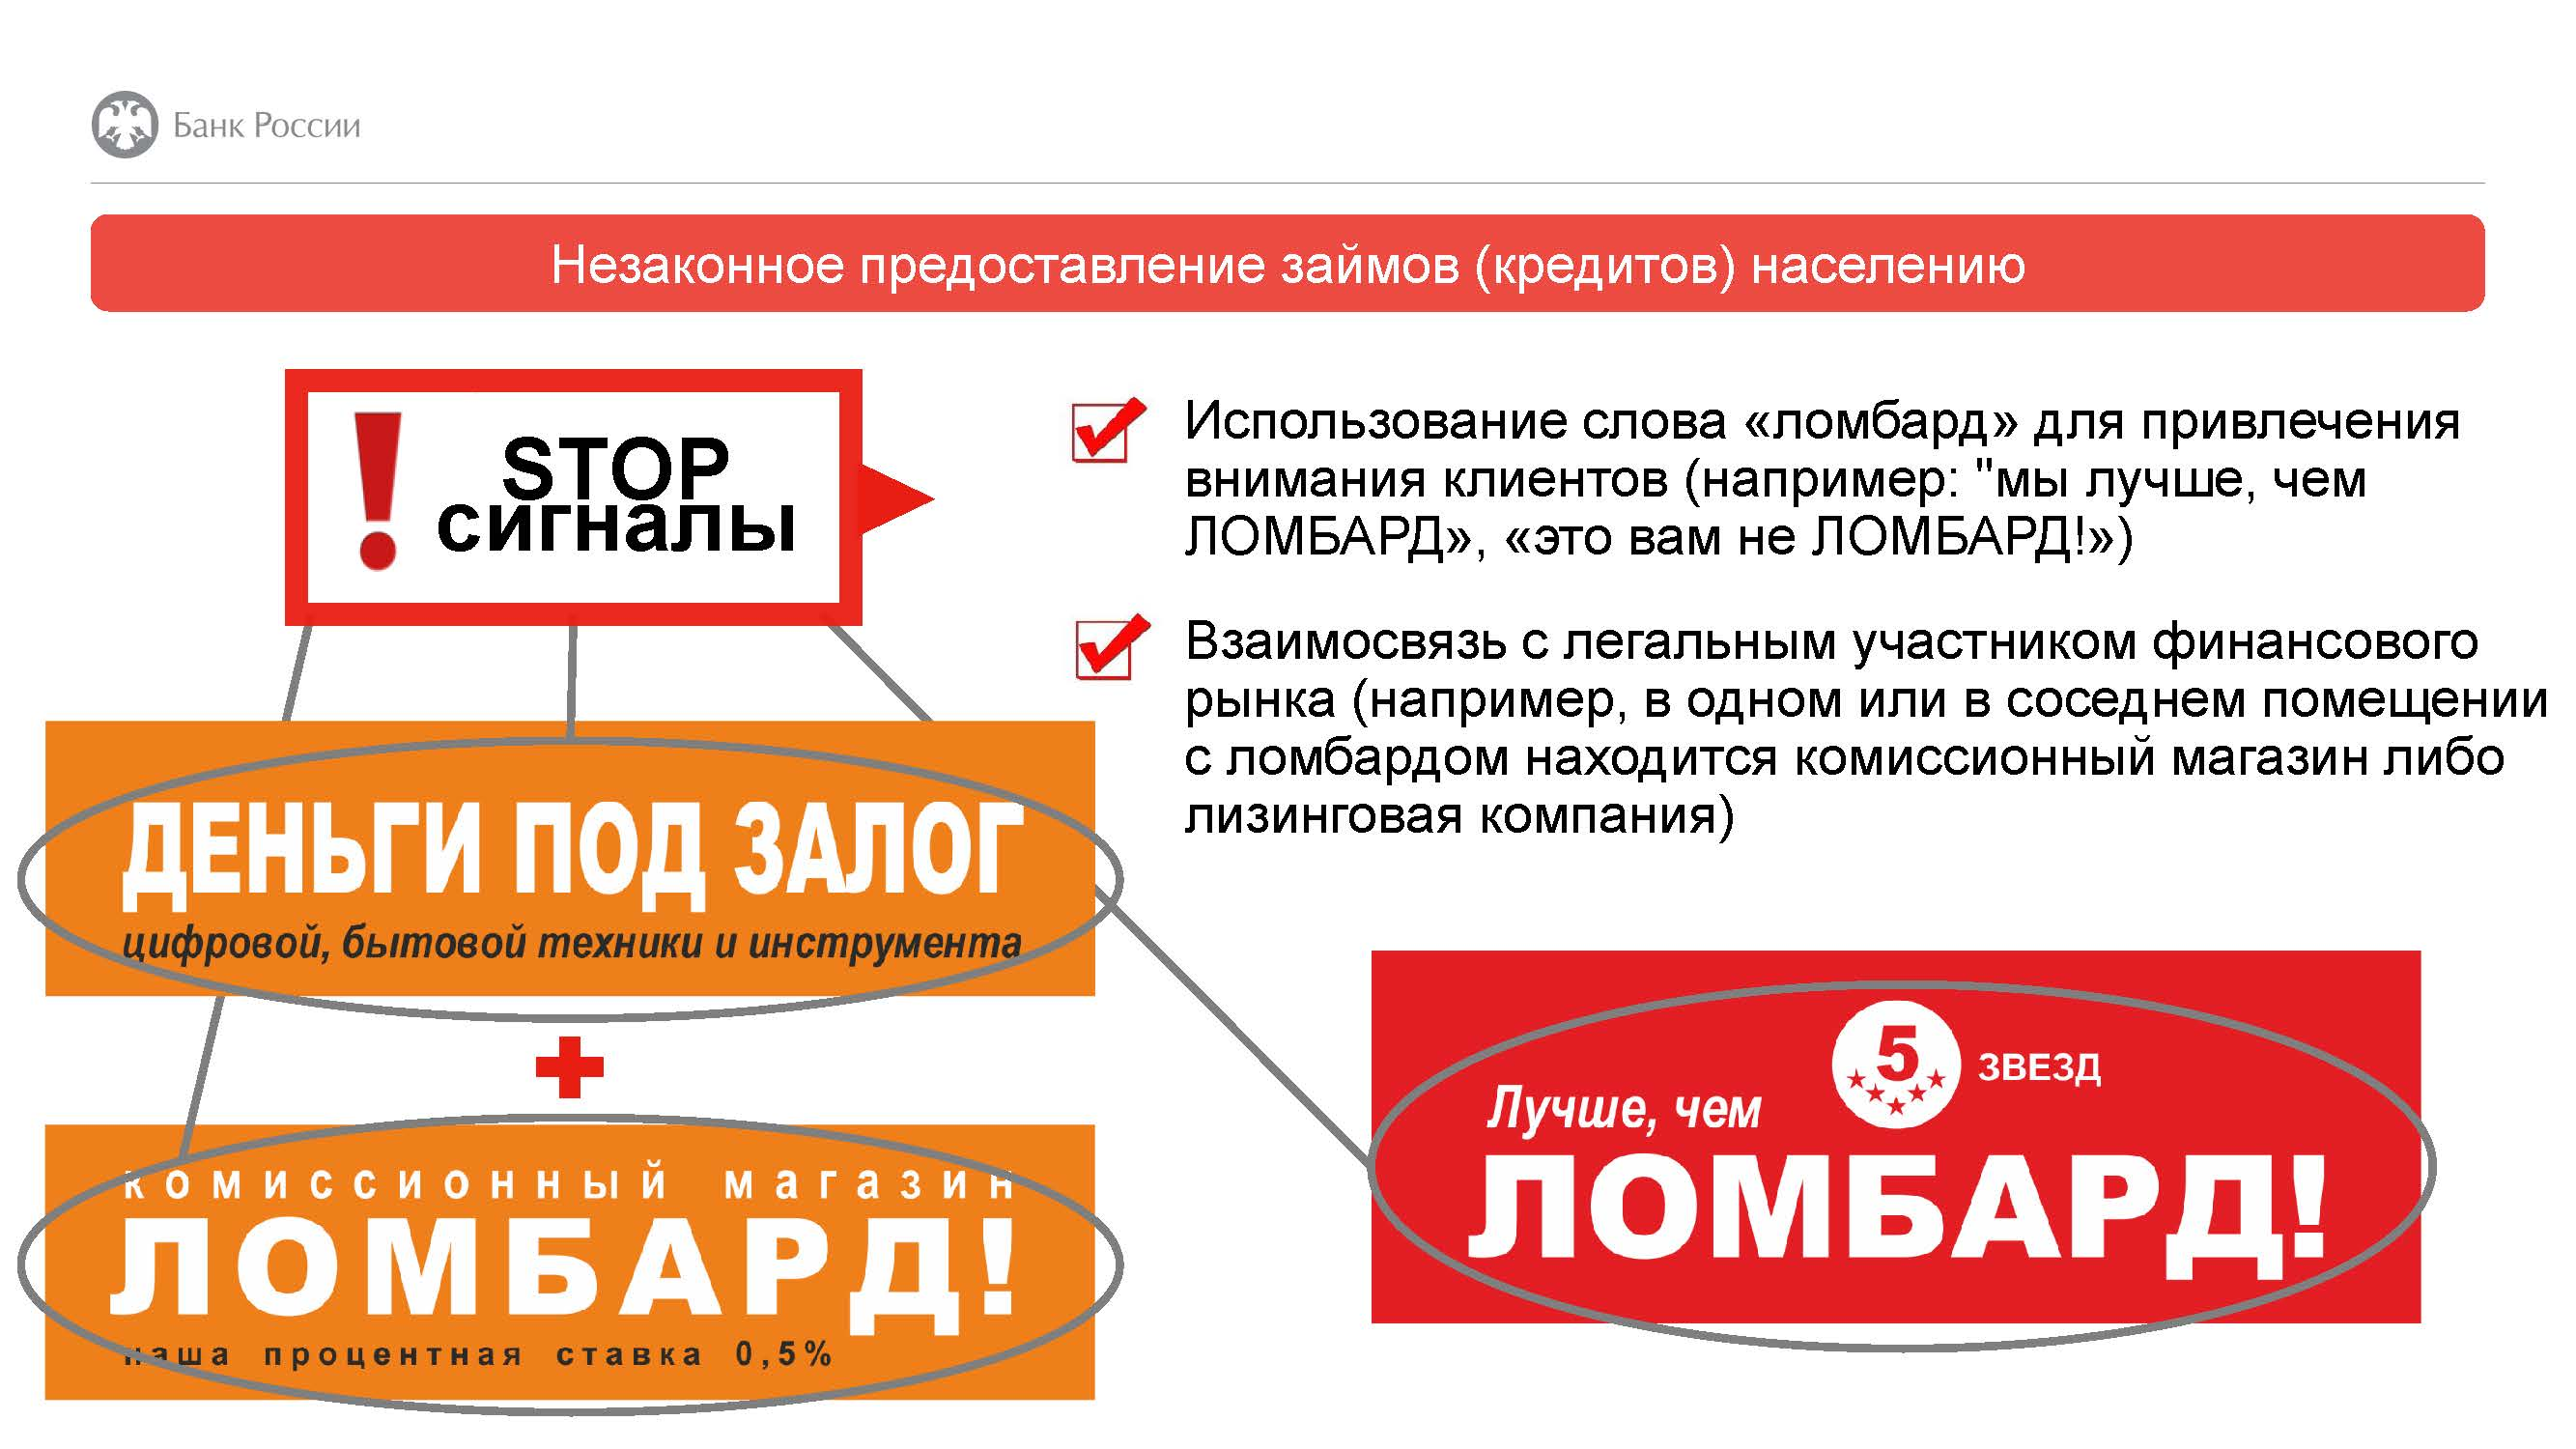 Банк России
Незаконное предоставление займов (кредитов) населению
!
STOP
сигналы
Использование слова «ломбард» для привлечения
внимания клиентов (например: "мы лучше, чем
ЛОМБАРД», «это вам не ЛОМБАРД!»)
Взаимосвязь с легальным участником финансового
рынка (например, в одном или в соседнем помещении
с ломбардом находится комиссионный магазин либо
лизинговая компания)
ДЕНЬГИ ПОД ЗАЛОГ
цифровой, бытовой техники и инструмента
комиссионный магазин
ЛОМБАРД!
наша процентная ставка 0,5%
5 ЗВЕЗД
Лучше, чем
ЛОМБАРД!